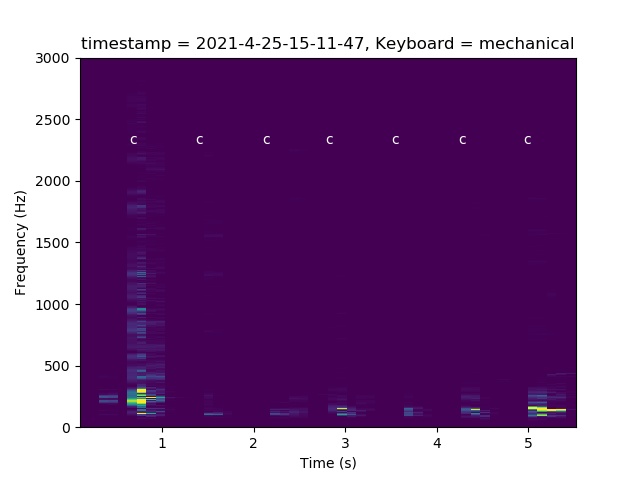 timestamp = 2021-4-25-15-11-47, Keyboard = mechanical
3000
2500
c c c c c c c
2000
1500
1000
500
0
Frequency (Hz)
1 2 3 4 5
Time (s)